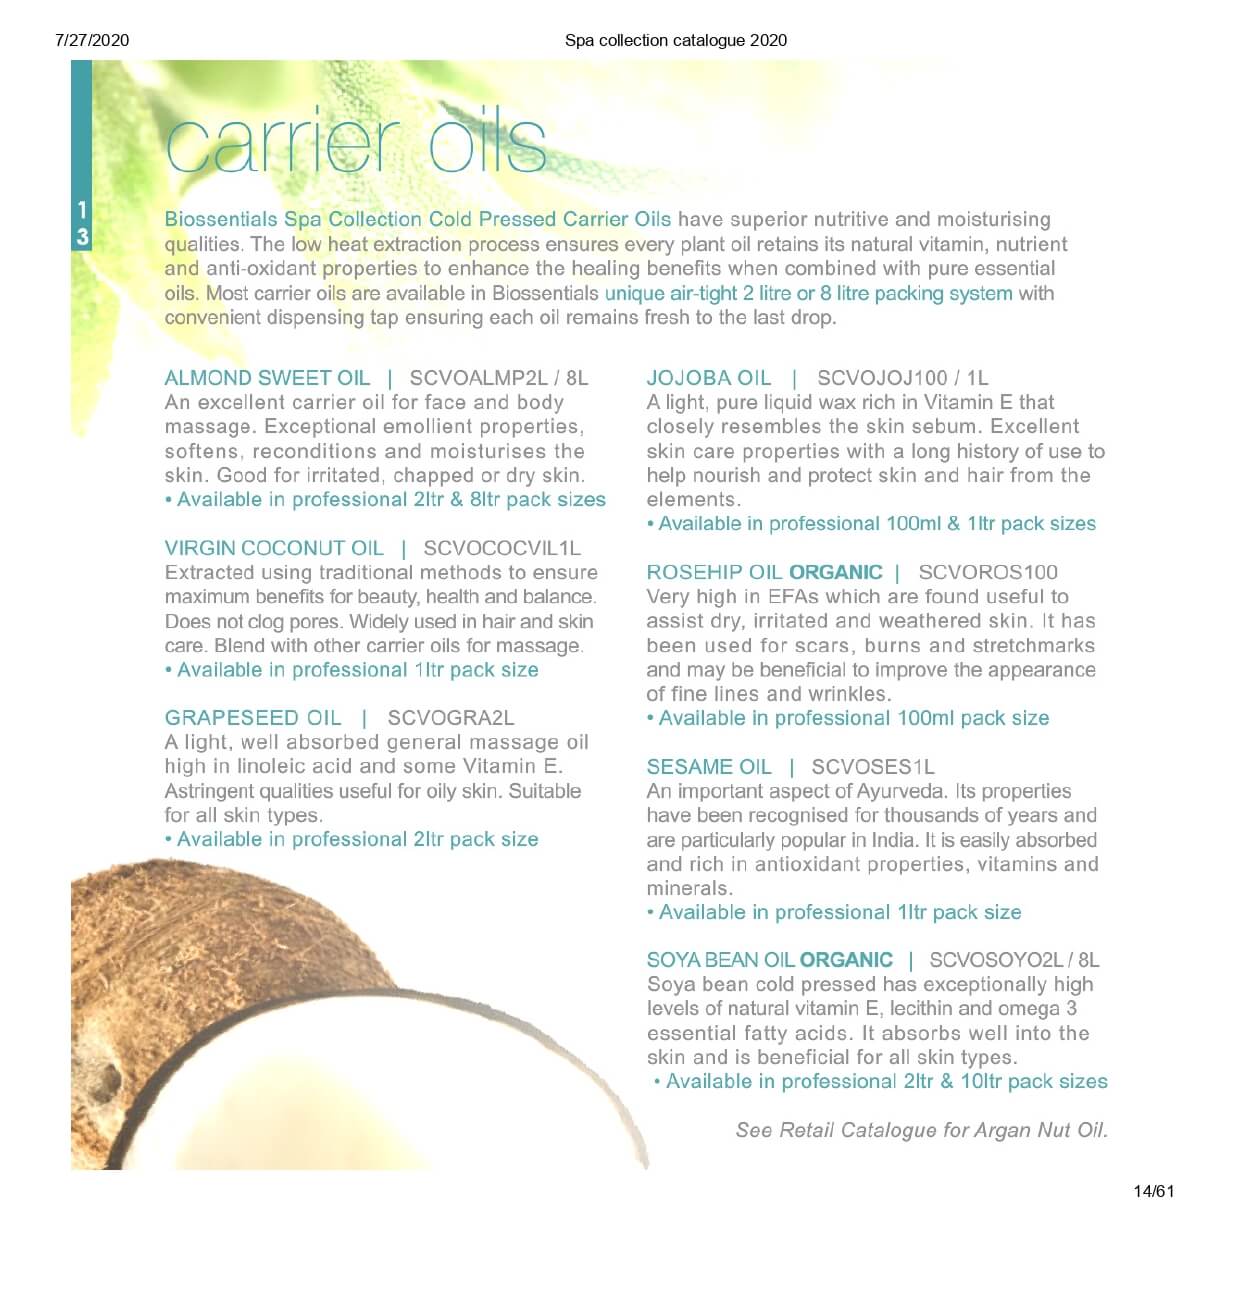 7/27/2020
Spa collection catalogue 2020
carrier oils
1
3
Biossentials Spa Collection Cold Pressed Carrier Oils have superior nutritive and moisturising
qualities. The low heat extraction process ensures every plant oil retains its natural vitamin, nutrient
and anti-oxidant properties to enhance the healing benefits when combined with pure essential
oils. Most carrier oils are available in Biossentials unique air-tight 2 litre or 8 litre packing system with
convenient dispensing tap ensuring each oil remains fresh to the last drop.
ALMOND SWEET OIL | SCVOALMP2L / 8L
An excellent carrier oil for face and body
massage. Exceptional emollient properties,
softens, reconditions and moisturises the
skin. Good for irritated, chapped or dry skin.
• Available in professional 2ltr & 8ltr pack sizes
VIRGIN COCONUT OIL | SCVOCOCVIL1L
Extracted using traditional methods to ensure
maximum benefits for beauty, health and balance.
Does not clog pores. Widely used in hair and skin
care. Blend with other carrier oils for massage.
• Available in professional 1ltr pack size
GRAPESEED OIL | SCVOGRA2L
A light, well absorbed general massage oil
high in linoleic acid and some Vitamin E.
Astringent qualities useful for oily skin. Suitable
for all skin types.
• Available in professional 2ltr pack size
JOJOBA OIL | SCVOJOJ100 / 1L
A light, pure liquid wax rich in Vitamin E that
closely resembles the skin sebum. Excellent
skin care properties with a long history of use to
help nourish and protect skin and hair from the
elements.
• Available in professional 100ml & 1ltr pack sizes
ROSEHIP OIL ORGANIC | SCVOROS100
Very high in EFAs which are found useful to
assist dry, irritated and weathered skin. It has
been used for scars, burns and stretchmarks
and may be beneficial to improve the appearance
of fine lines and wrinkles.
• Available in professional 100ml pack size
SESAME OIL | SCVOSES1L
An important aspect of Ayurveda. Its properties
have been recognised for thousands of years and
are particularly popular in India. It is easily absorbed
and rich in antioxidant properties, vitamins and
minerals.
• Available in professional 1ltr pack size
SOYA BEAN OIL ORGANIC | SCVOSOYO2L / 8L
Soya bean cold pressed has exceptionally high
levels of natural vitamin E, lecithin and omega 3
essential fatty acids. It absorbs well into the
skin and is beneficial for all skin types.
• Available in professional 2ltr & 10ltr pack sizes
See Retail Catalogue for Argan Nut Oil.
14/61